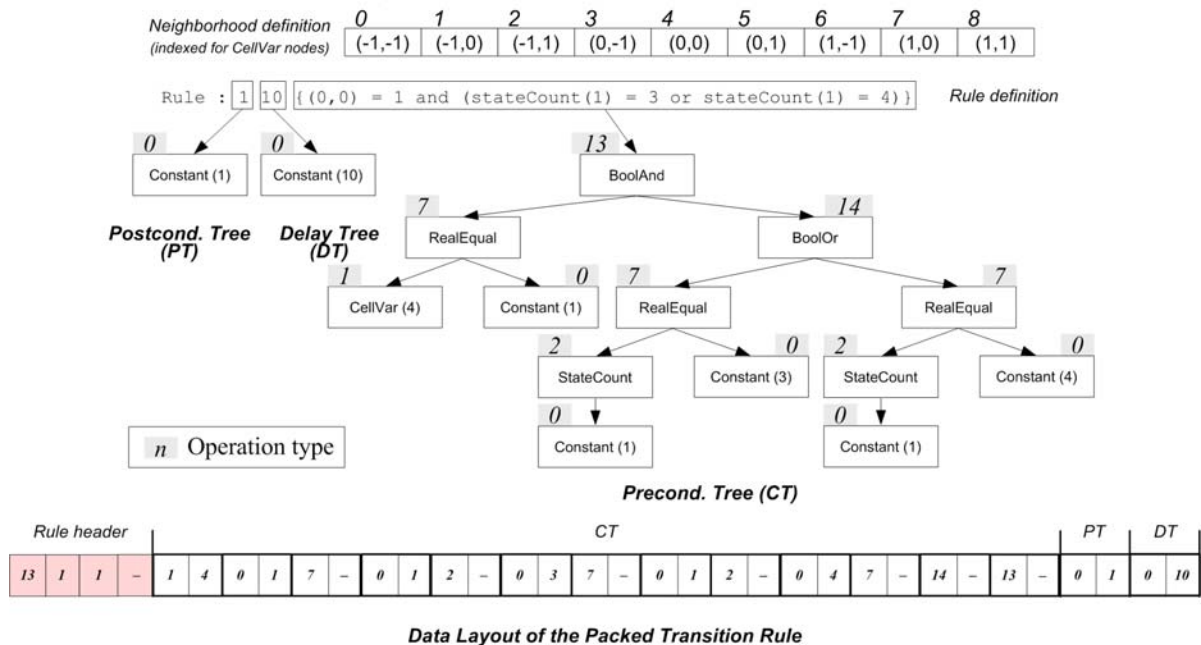 0 1 2 3 4 5 6 7 8
Neighborhood definition
(indexed for CellVar nodes)
(-1,-1) (-1,0) (-1,1) (0,-1) (0,0) (0,1) (1,-1) (1,0) (1,1)
Rule : 1 10 {(0,0) = 1 and (stateCount(1) = 3 or stateCount(1) = 4)}
Rule definition
0 0 13
Constant (1) Constant (10) BoolAnd
Postcond. Tree
(PT)
Delay Tree
(DT)
7 14
RealEqual BoolOr
1 0 7 7
CellVar (4) Constant (1) RealEqual RealEqual
2 0 2 0
StateCount Constant (3) StateCount Constant (4)
0 0
Constant (1) Constant (1)
n Operation type
Precond. Tree (CT)
Rule header CT PT DT
13 1 1 – 1 4 0 1 7 – 0 1 2 – 0 3 7 – 0 1 2 – 0 4 7 – 14 – 13 – 0 1 0 10
Data Layout of the Packed Transition Rule